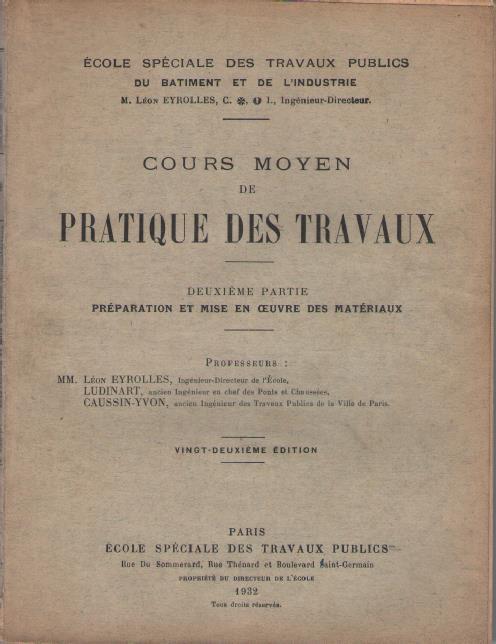 ÉCOLE SPÉCIALE DES TRAVAUX PUBLICS
DU BATIMENT ET DE L'INDUSTRIE
M. LÉON EYROLLES, C. ✻, I., Ingénieur-Directeur.
COURS MOYEN
DE
PRATIQUE DES TRAVAUX
DEUXIÈME PARTIE
PRÉPARATION ET MISE EN ŒUVRE DES MATÉRIAUX
PROFESSEURS :
MM. LÉON EYROLLES, Ingénieur-Directeur de l'École,
LUDINART, ancien Ingénieur en chef des Ponts et Chaussées,
CAUSSIN-YVON, ancien Ingénieur des Travaux Publics de la Ville de Paris.
VINGT-DEUXIÈME ÉDITION
PARIS
ÉCOLE SPÉCIALE DES TRAVAUX PUBLICS
Rue Du Sommerard, Rue Thénard et Boulevard Saint-Germain
PROPRIÉTÉ DU DIRECTEUR DE L'ÉCOLE
1932
Tous droits réservés.